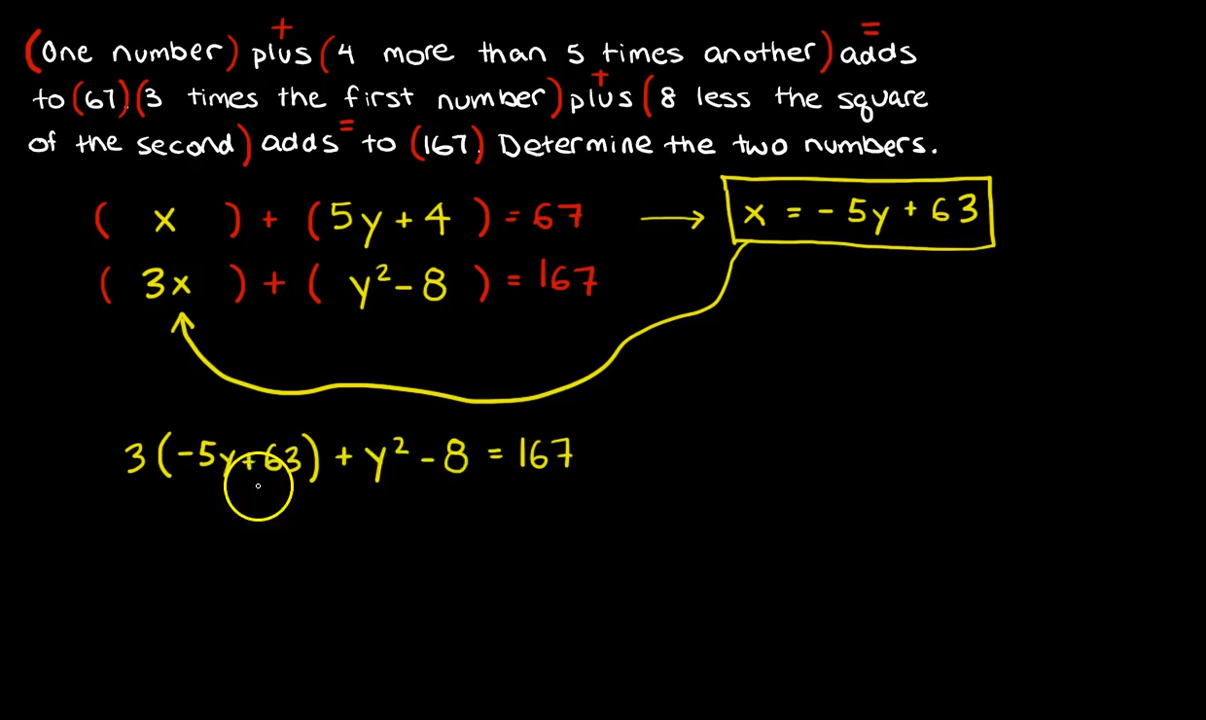 (One number) plus + (4 more than 5 times another) adds =
to (67). (3 times the first number) plus + (8 less the square
of the second) adds = to (167). Determine the two numbers.
( x ) + (5y + 4) = 67 → x = - 5y + 63
( 3x ) + ( y² - 8 ) = 167
3(-5y+63) + y² - 8 = 167